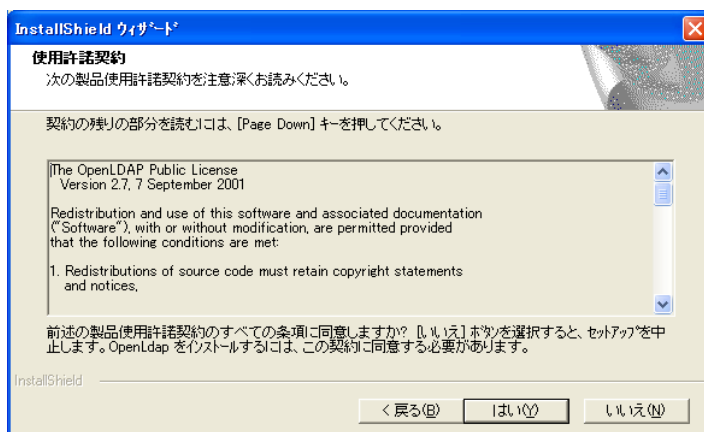 InstallShield ウィザード
使用許諾契約
次の製品使用許諾契約を注意深くお読みください。
契約の残りの部分を読むには、[Page Down] キーを押してください。
The OpenLDAP Public License
Version 2.7, 7 September 2001
Redistribution and use of this software and associated documentation
("Software"), with or without modification, are permitted provided
that the following conditions are met:
1. Redistributions of source code must retain copyright statements
and notices,
前述の製品使用許諾契約のすべての条項に同意しますか? [いいえ] ボタンを選択すると、セットアップを中
止します。OpenLdap をインストールするには、この契約に同意する必要があります。
InstallShield
< 戻る(B)
はい(Y)
いいえ(N)